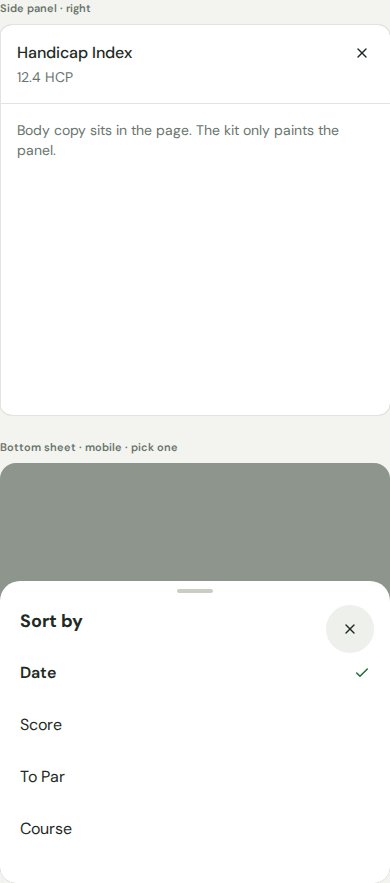 Side panel · right
Handicap Index
12.4 HCP
Body copy sits in the page. The kit only paints the
panel.
Bottom sheet · mobile · pick one
Sort by
Date
Score
To Par
Course